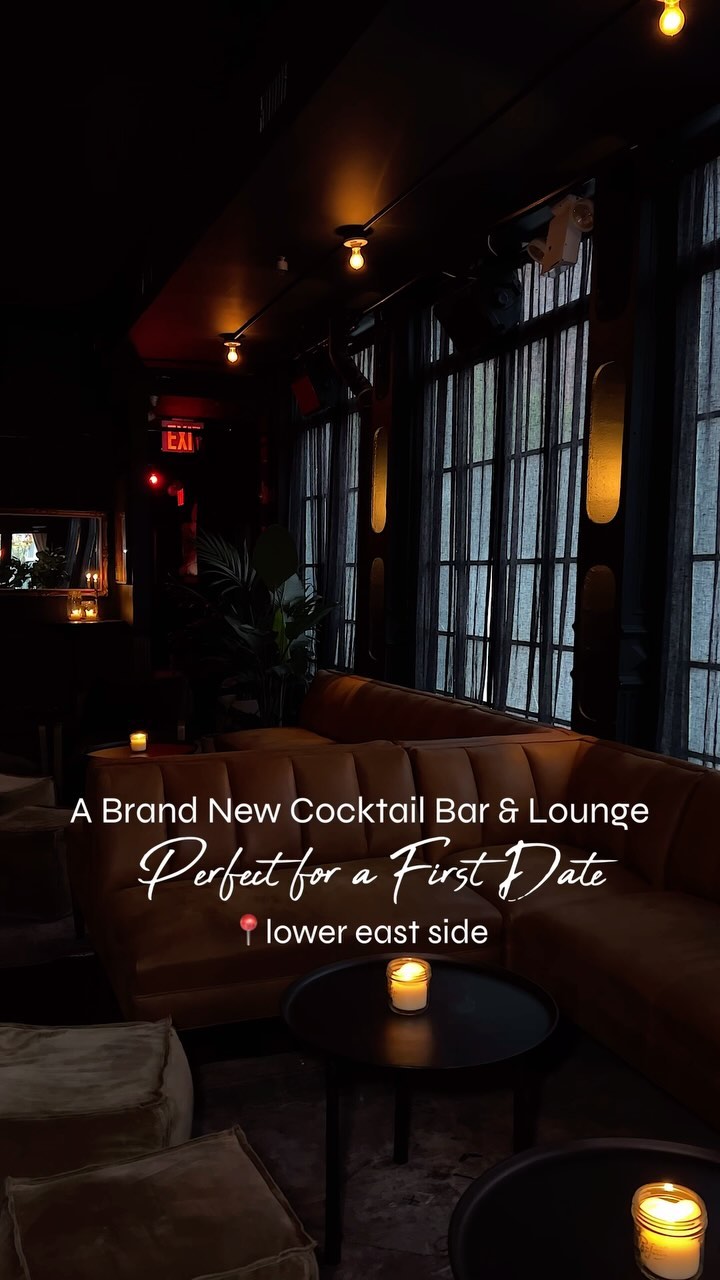 EXIT
A Brand New Cocktail Bar & Lounge
Perfect for a First Date
📍lower east side